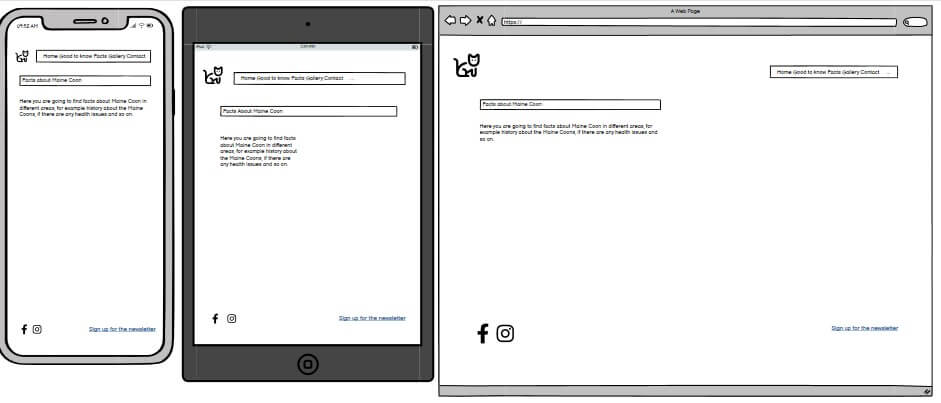 09:52 AM
Home Good to know Facts Gallery Contact
Facts about Maine Coon
Here you are going to find facts about Maine Coon in
different areas, for example history about the Maine
Coons, if there are any health issues and so on.
Sign up for the newsletter
Home Good to know Facts Gallery Contact ...
Facts About Maine Coon
Here you are going to find facts
about Maine Coon in different
areas, for example history about
the Maine Coons, if there are
any health issues and so on.
Sign up for the newsletter
A Web Page
https://
Home Good to know Facts Gallery Contact ...
Facts about Maine Coon
Here you are going to find facts about Maine Coon in different areas, for
example history about the Maine Coons, if there are any health issues and
so on.
Sign up for the newsletter